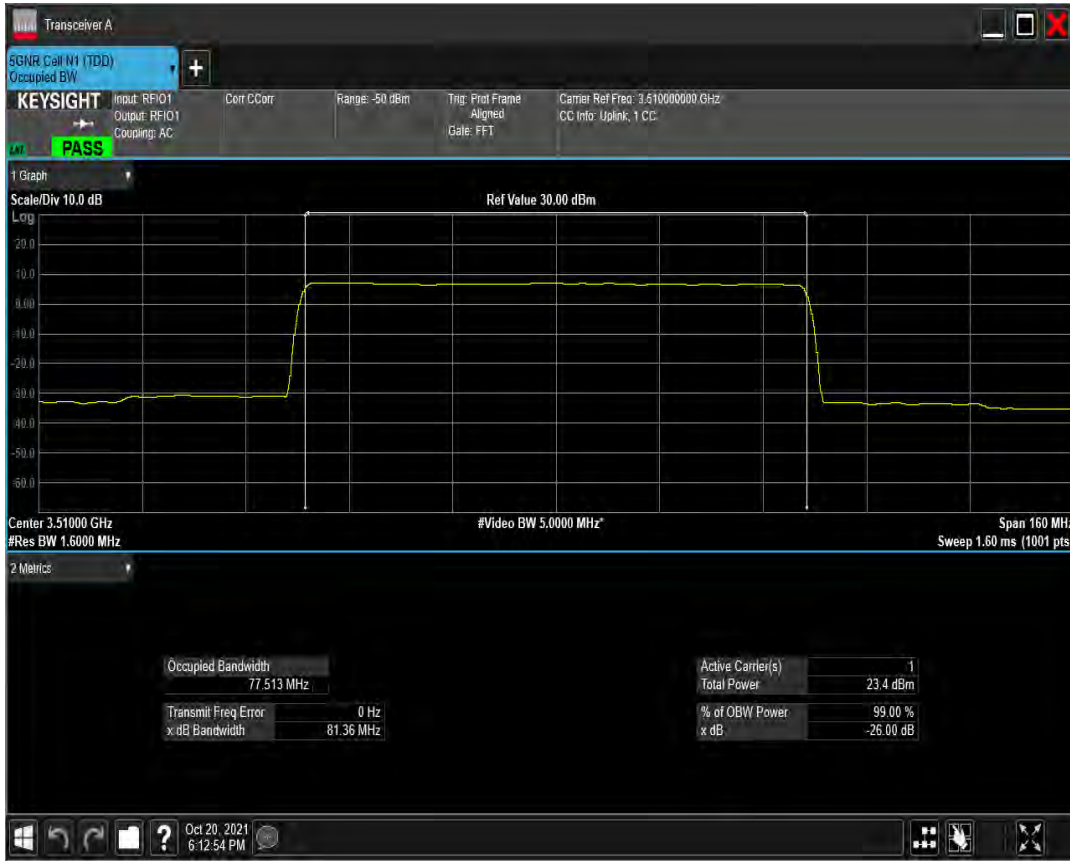 Transceiver A
5GNR Cell N1 (TDD)
Occupied BW
KEYSIGHT
Input: RFIO1
Output: RFIO1
Coupling: AC
Corr CCorr
Range: -50 dBm
Trig: Prot Frame
Aligned
Gate: FFT
Carrier Ref Freq: 3.510000000 GHz
CC Info: Uplink, 1 CC
PASS
1 Graph
Scale/Div 10.0 dB
Ref Value 30.00 dBm
Log
20.0
10.0
0.00
-10.0
-20.0
-30.0
-40.0
-50.0
-60.0
Center 3.51000 GHz
#Video BW 5.0000 MHz*
Span 160 MHz
#Res BW 1.6000 MHz
Sweep 1.60 ms (1001 pts
2 Metrics
Occupied Bandwidth
77.513 MHz
Transmit Freq Error 0 Hz
x dB Bandwidth 81.36 MHz
Active Carrier(s) 1
Total Power 23.4 dBm
% of OBW Power 99.00 %
x dB -26.00 dB
? Oct 20, 2021
6:12:54 PM